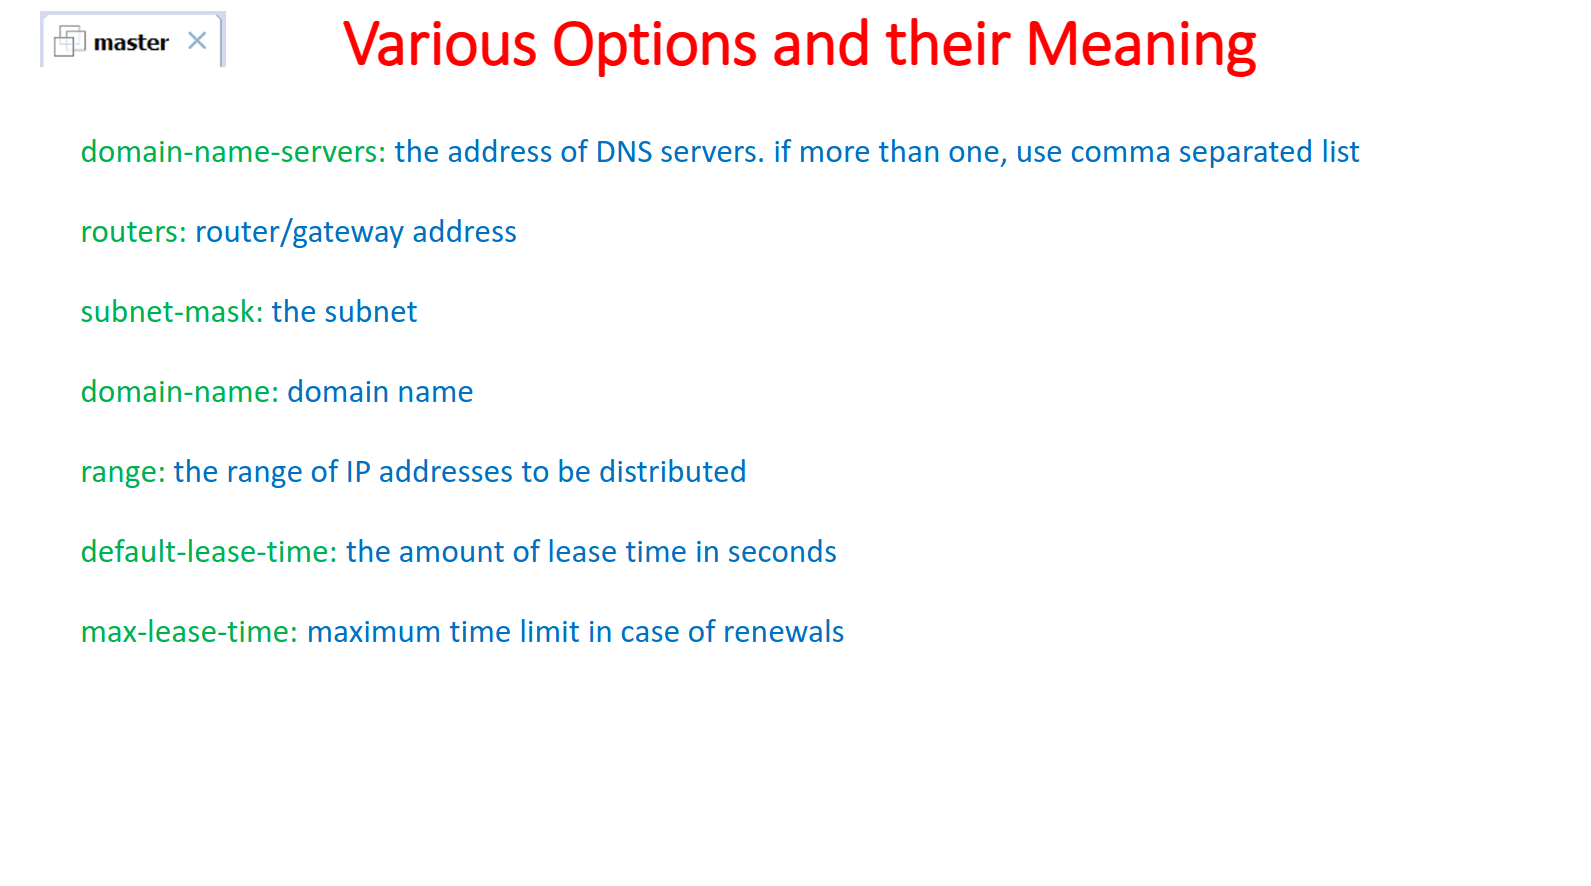 master
Various Options and their Meaning
domain-name-servers: the address of DNS servers. if more than one, use comma separated list
routers: router/gateway address
subnet-mask: the subnet
domain-name: domain name
range: the range of IP addresses to be distributed
default-lease-time: the amount of lease time in seconds
max-lease-time: maximum time limit in case of renewals